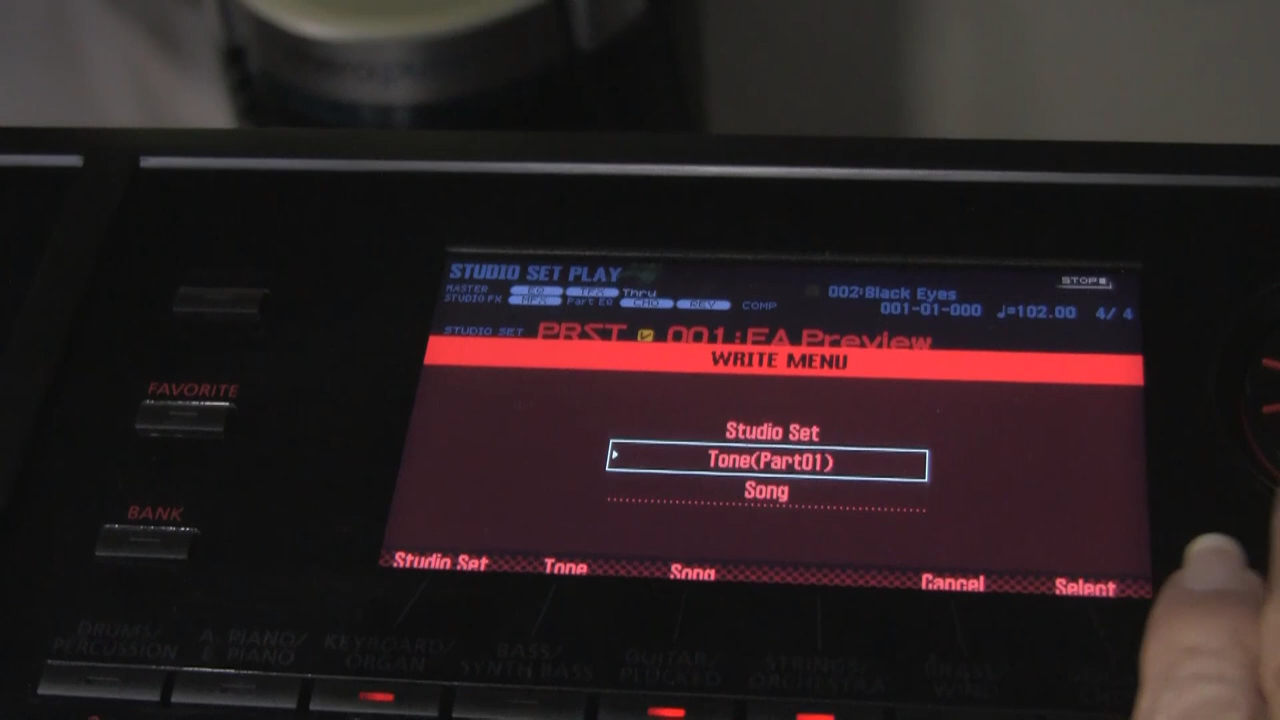 STUDIO SET PLAY
STOP
MASTER EQ TFX Thru
STUDIO FX MFX Part EQ CHO REV COMP
002:Black Eyes
001-01-000 ♩=102.00 4/ 4
STUDIO SET PRST 001:FA Preview
WRITE MENU
FAVORITE
Studio Set
Tone(Part01)
Song
BANK
Studio Set Tone Song Cancel Select
DRUMS/
PERCUSSION
PIANO/
PIANO
KEYBOARD/
ORGAN
BASS/
SYNTH BASS
GUITAR/
PLUCKED
STRINGS/
ORCHESTRA